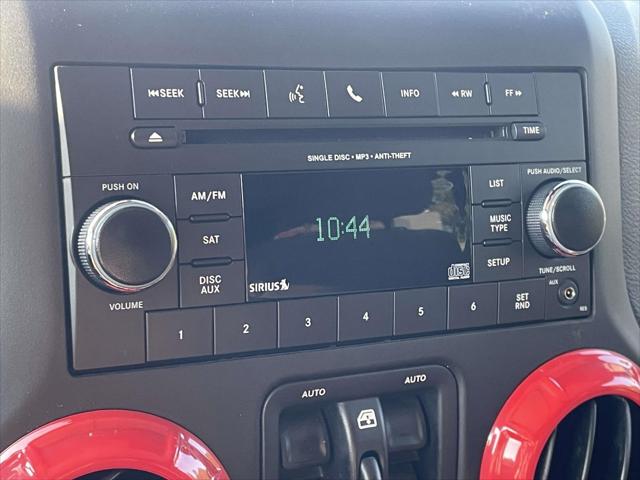 SEEK
SEEK
INFO
RW
FF
TIME
SINGLE DISC • MP3 • ANTI-THEFT
PUSH ON
VOLUME
AM/FM
SAT
DISC
AUX
10:44
SIRIUS
LIST
MUSIC
TYPE
SETUP
PUSH AUDIO/SELECT
TUNE/SCROLL
AUX
1
2
3
4
5
6
SET
RND
AUTO
AUTO